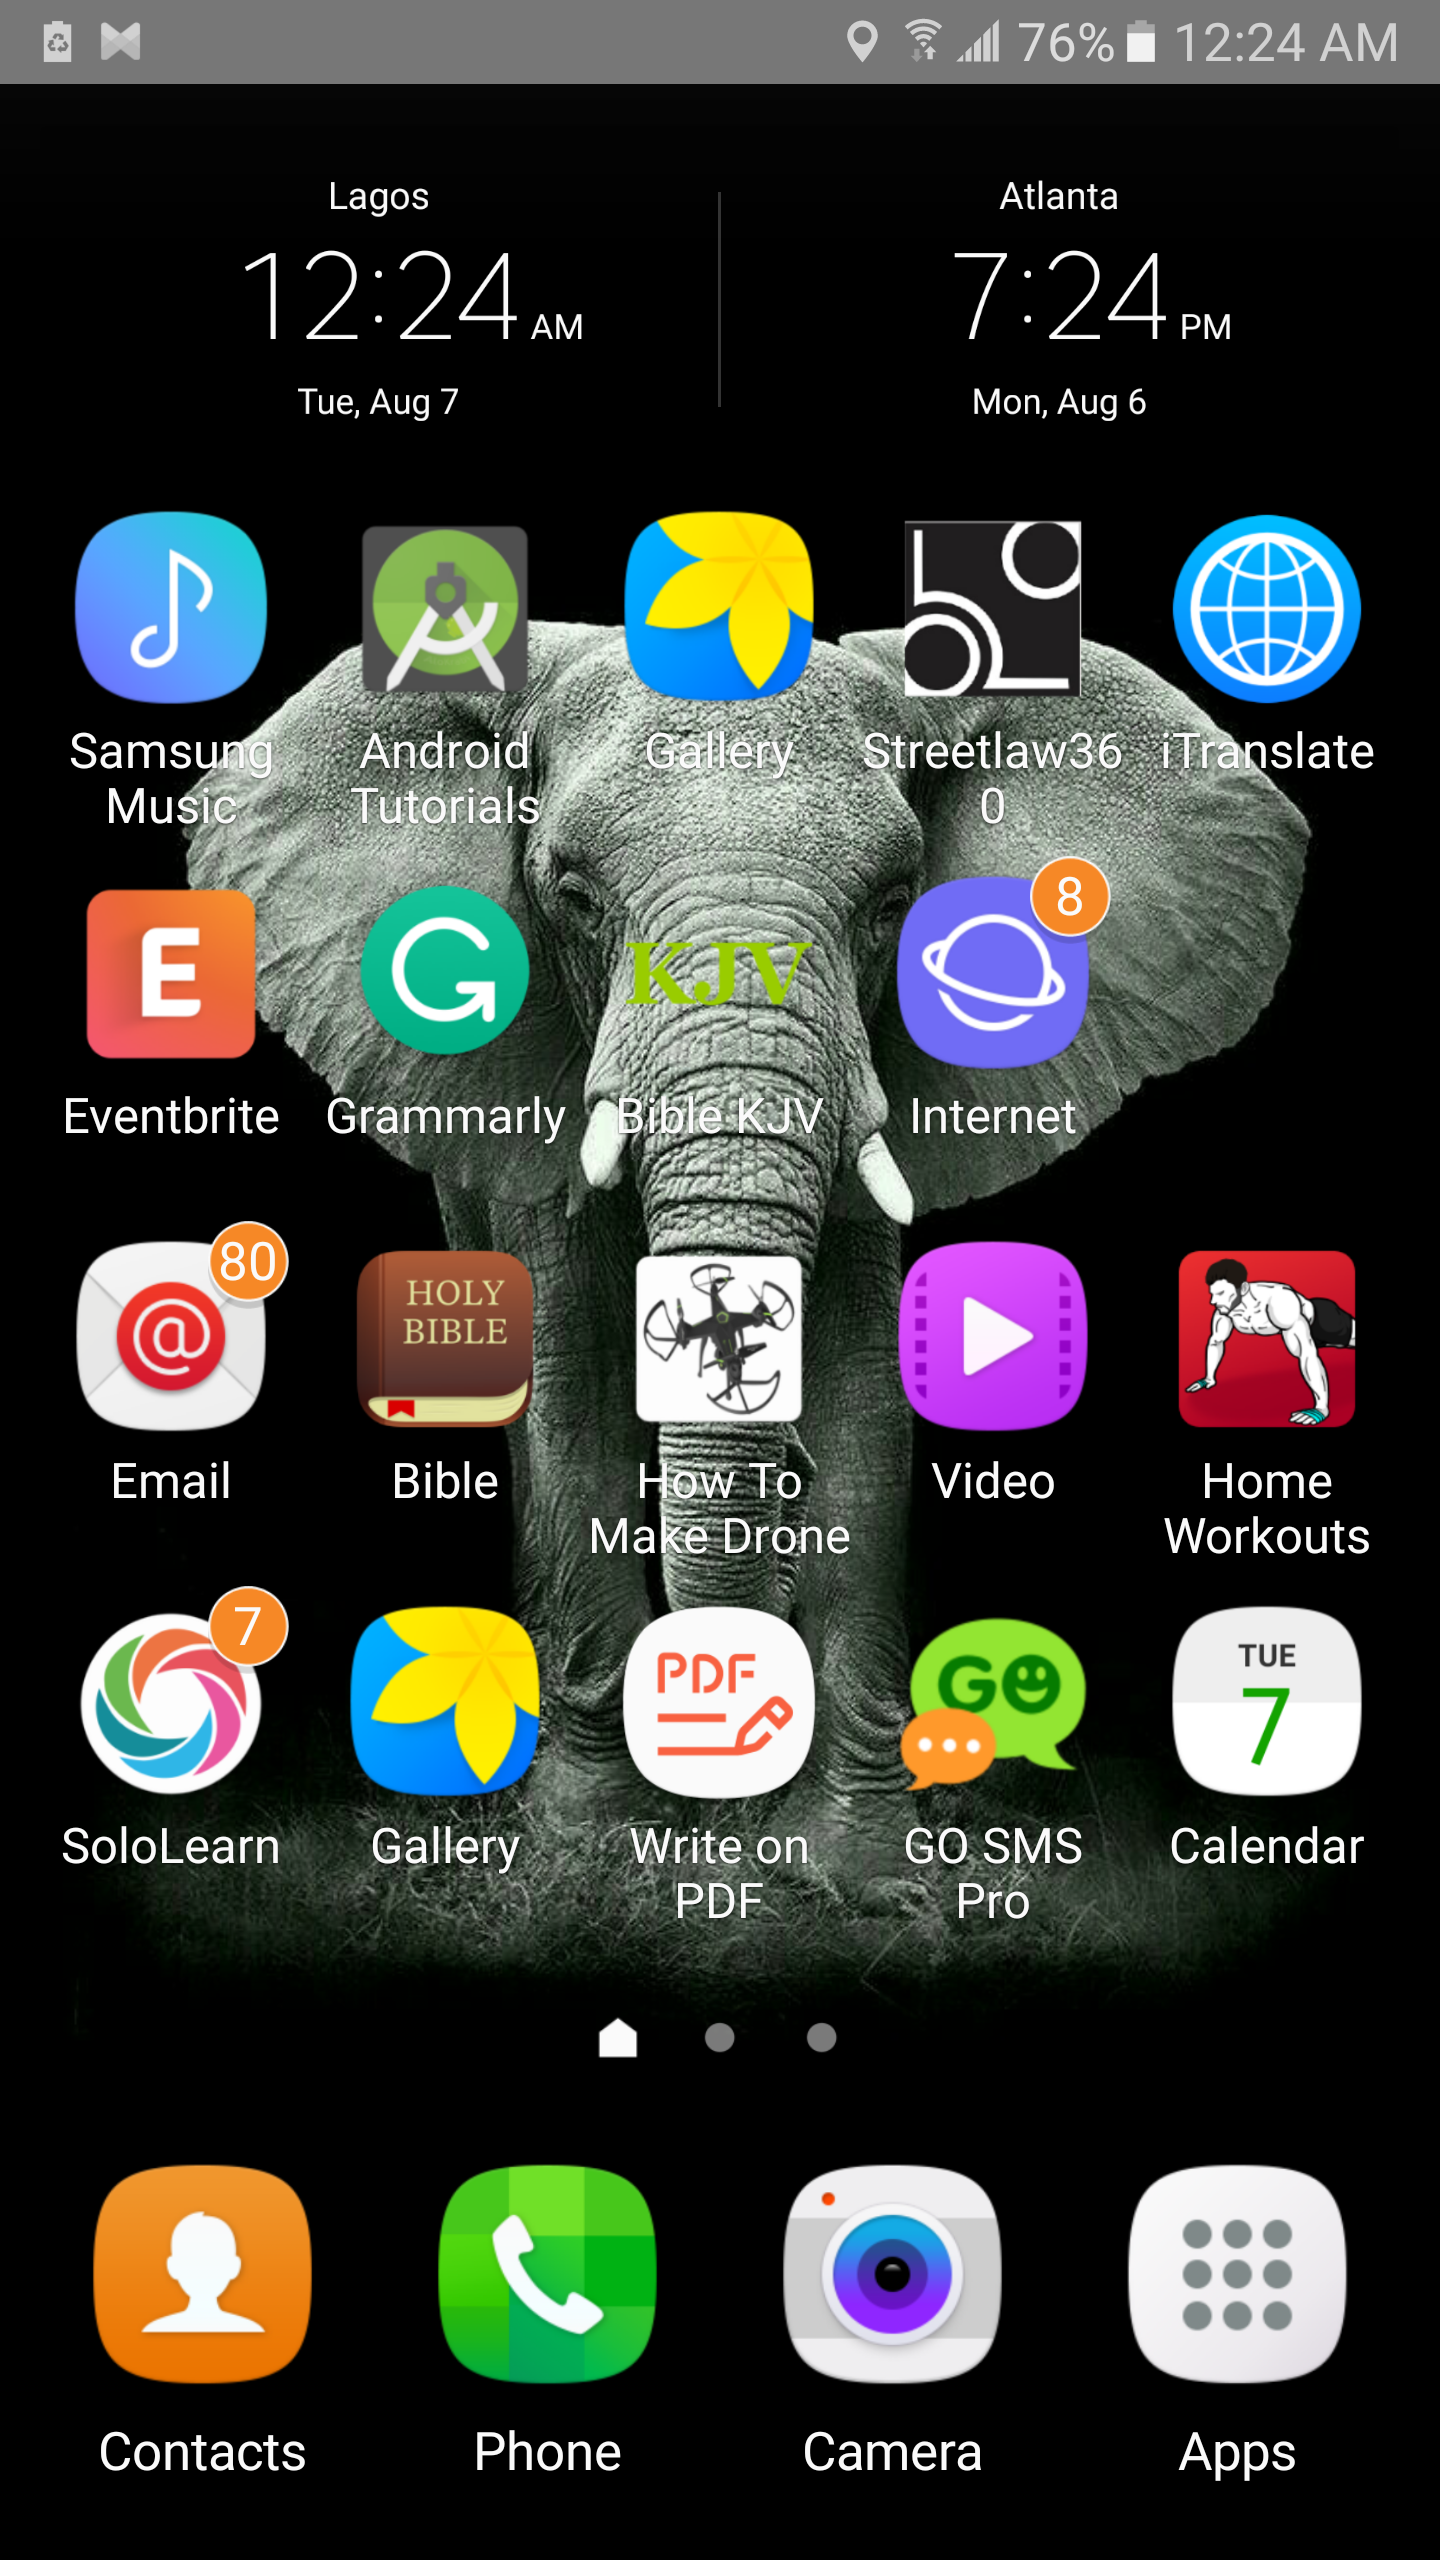 76% 12:24 AM
Lagos
12:24 AM
Tue, Aug 7
Atlanta
7:24 PM
Mon, Aug 6
Samsung
Music
Android
Tutorials
Gallery
Streetlaw36
0
iTranslate
E
Eventbrite
G
Grammarly
KJV
Bible KJV
8
Internet
80
@
Email
HOLY
BIBLE
Bible
How To
Make Drone
Video
Home
Workouts
7
SoloLearn
Gallery
PDF
Write on
PDF
GO
GO SMS
Pro
TUE
7
Calendar
Contacts
Phone
Camera
Apps